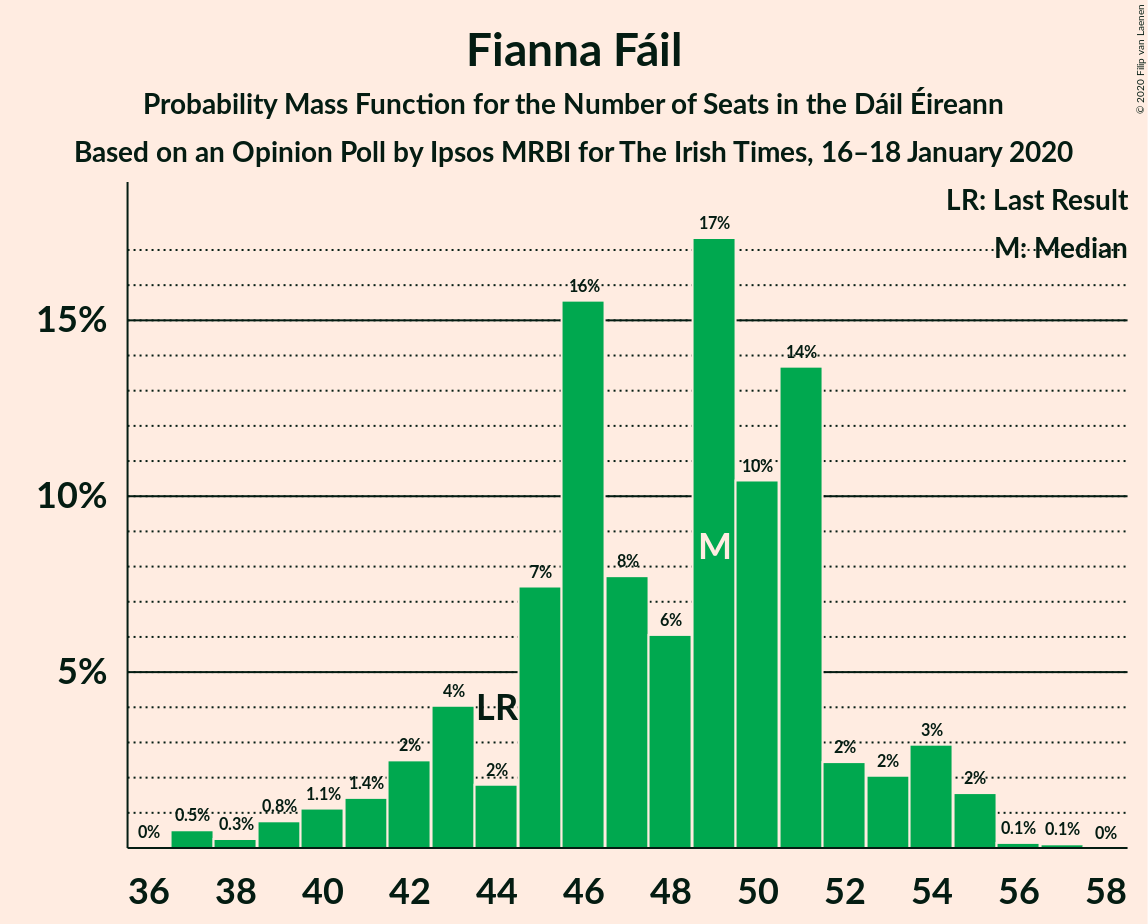 Fianna Fáil
Probability Mass Function for the Number of Seats in the Dáil Éireann
Based on an Opinion Poll by Ipsos MRBI for The Irish Times, 16–18 January 2020
© 2020 Filip van Laenen
LR: Last Result
M: Median
15%
10%
5%
0%
0.5%
0.3%
0.8%
1.1%
1.4%
2%
4%
2%
LR
7%
16%
8%
6%
17%
M
10%
14%
2%
2%
3%
2%
0.1%
0.1%
0%
36 38 40 42 44 46 48 50 52 54 56 58